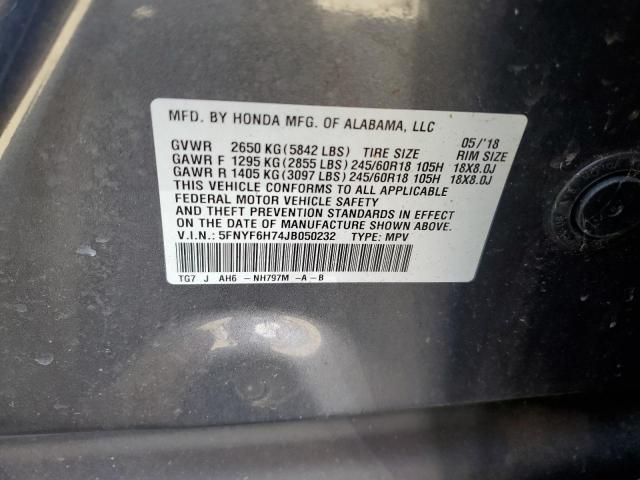 MFD. BY HONDA MFG. OF ALABAMA, LLC 05/'18
GVWR 2650 KG (5842 LBS) TIRE SIZE RIM SIZE
GAWR F 1295 KG (2855 LBS) 245/60R18 105H 18X8.0J
GAWR R 1405 KG (3097 LBS) 245/60R18 105H 18X8.0J
THIS VEHICLE CONFORMS TO ALL APPLICABLE
FEDERAL MOTOR VEHICLE SAFETY
AND THEFT PREVENTION STANDARDS IN EFFECT
ON THE DATE OF MANUFACTURE SHOWN ABOVE.
V.I.N.: 5FNYF6H74JB050232 TYPE: MPV
TG7 J AH6 -NH797M -A-B